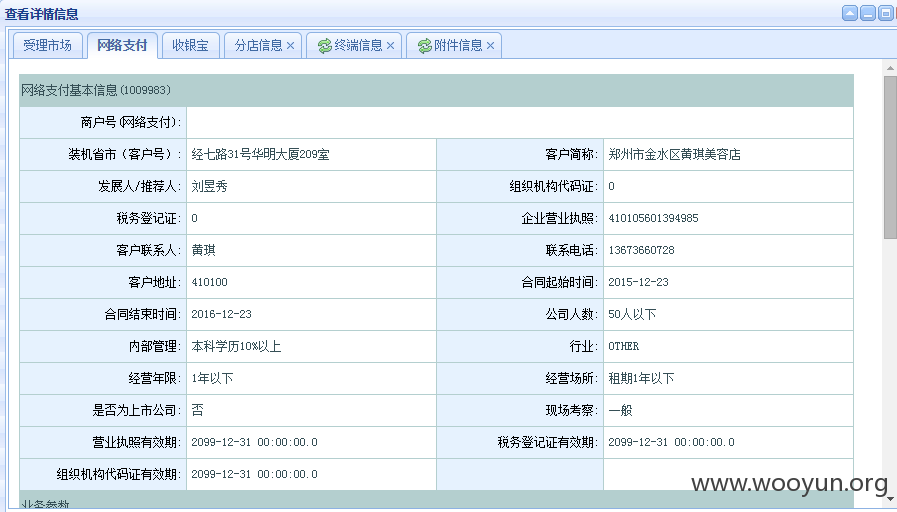 查看详情信息
受理市场 网络支付 收银宝 分店信息 终端信息 附件信息
网络支付基本信息(1009983)
商户号(网络支付):
装机省市(客户号): 经七路31号华明大厦209室 客户简称: 郑州市金水区黄琪美容店
发展人/推荐人: 刘昱秀 组织机构代码证: 0
税务登记证: 0 企业营业执照: 410105601394985
客户联系人: 黄琪 联系电话: 13673660728
客户地址: 410100 合同起始时间: 2015-12-23
合同结束时间: 2016-12-23 公司人数: 50人以下
内部管理: 本科学历10%以上 行业: OTHER
经营年限: 1年以下 经营场所: 租期1年以下
是否为上市公司: 否 现场考察: 一般
营业执照有效期: 2099-12-31 00:00:00.0 税务登记证有效期: 2099-12-31 00:00:00.0
组织机构代码证有效期: 2099-12-31 00:00:00.0
业务参数
www.wooyun.org